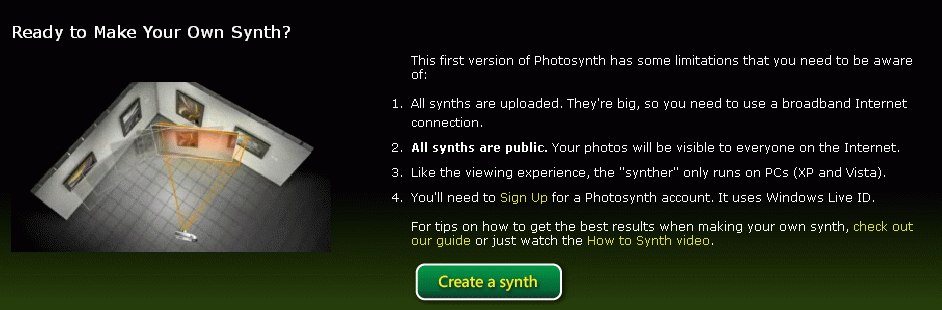 Ready to Make Your Own Synth?
This first version of Photosynth has some limitations that you need to be aware
of:
1. All synths are uploaded. They're big, so you need to use a broadband Internet
connection.
2. All synths are public. Your photos will be visible to everyone on the Internet.
3. Like the viewing experience, the "synther" only runs on PCs (XP and Vista).
4. You'll need to Sign Up for a Photosynth account. It uses Windows Live ID.
For tips on how to get the best results when making your own synth, check out
our guide or just watch the How to Synth video.
Create a synth